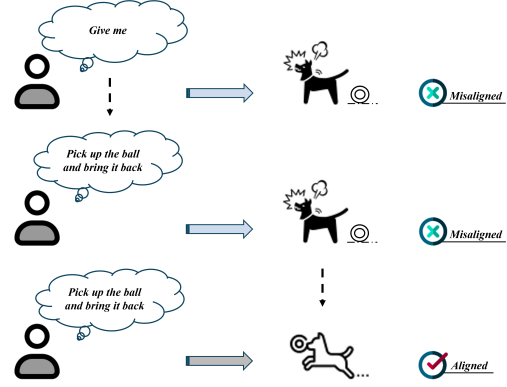 Give me
Misaligned
Pick up the ball
and bring it back
Misaligned
Pick up the ball
and bring it back
Aligned